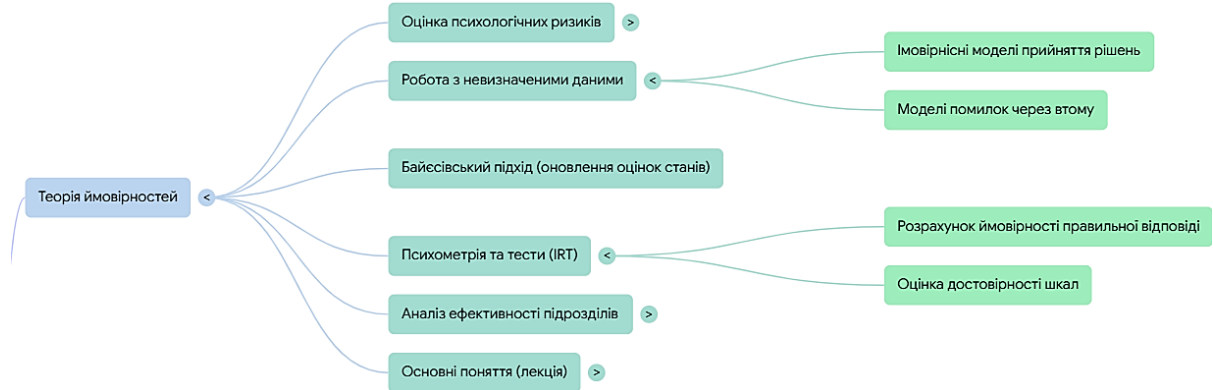 Теорія ймовірностей
Оцінка психологічних ризиків
Робота з невизначеними даними
Імовірнісні моделі прийняття рішень
Моделі помилок через втому
Байєсівський підхід (оновлення оцінок станів)
Психометрія та тести (IRT)
Розрахунок ймовірності правильної відповіді
Оцінка достовірності шкал
Аналіз ефективності підрозділів
Основні поняття (лекція)